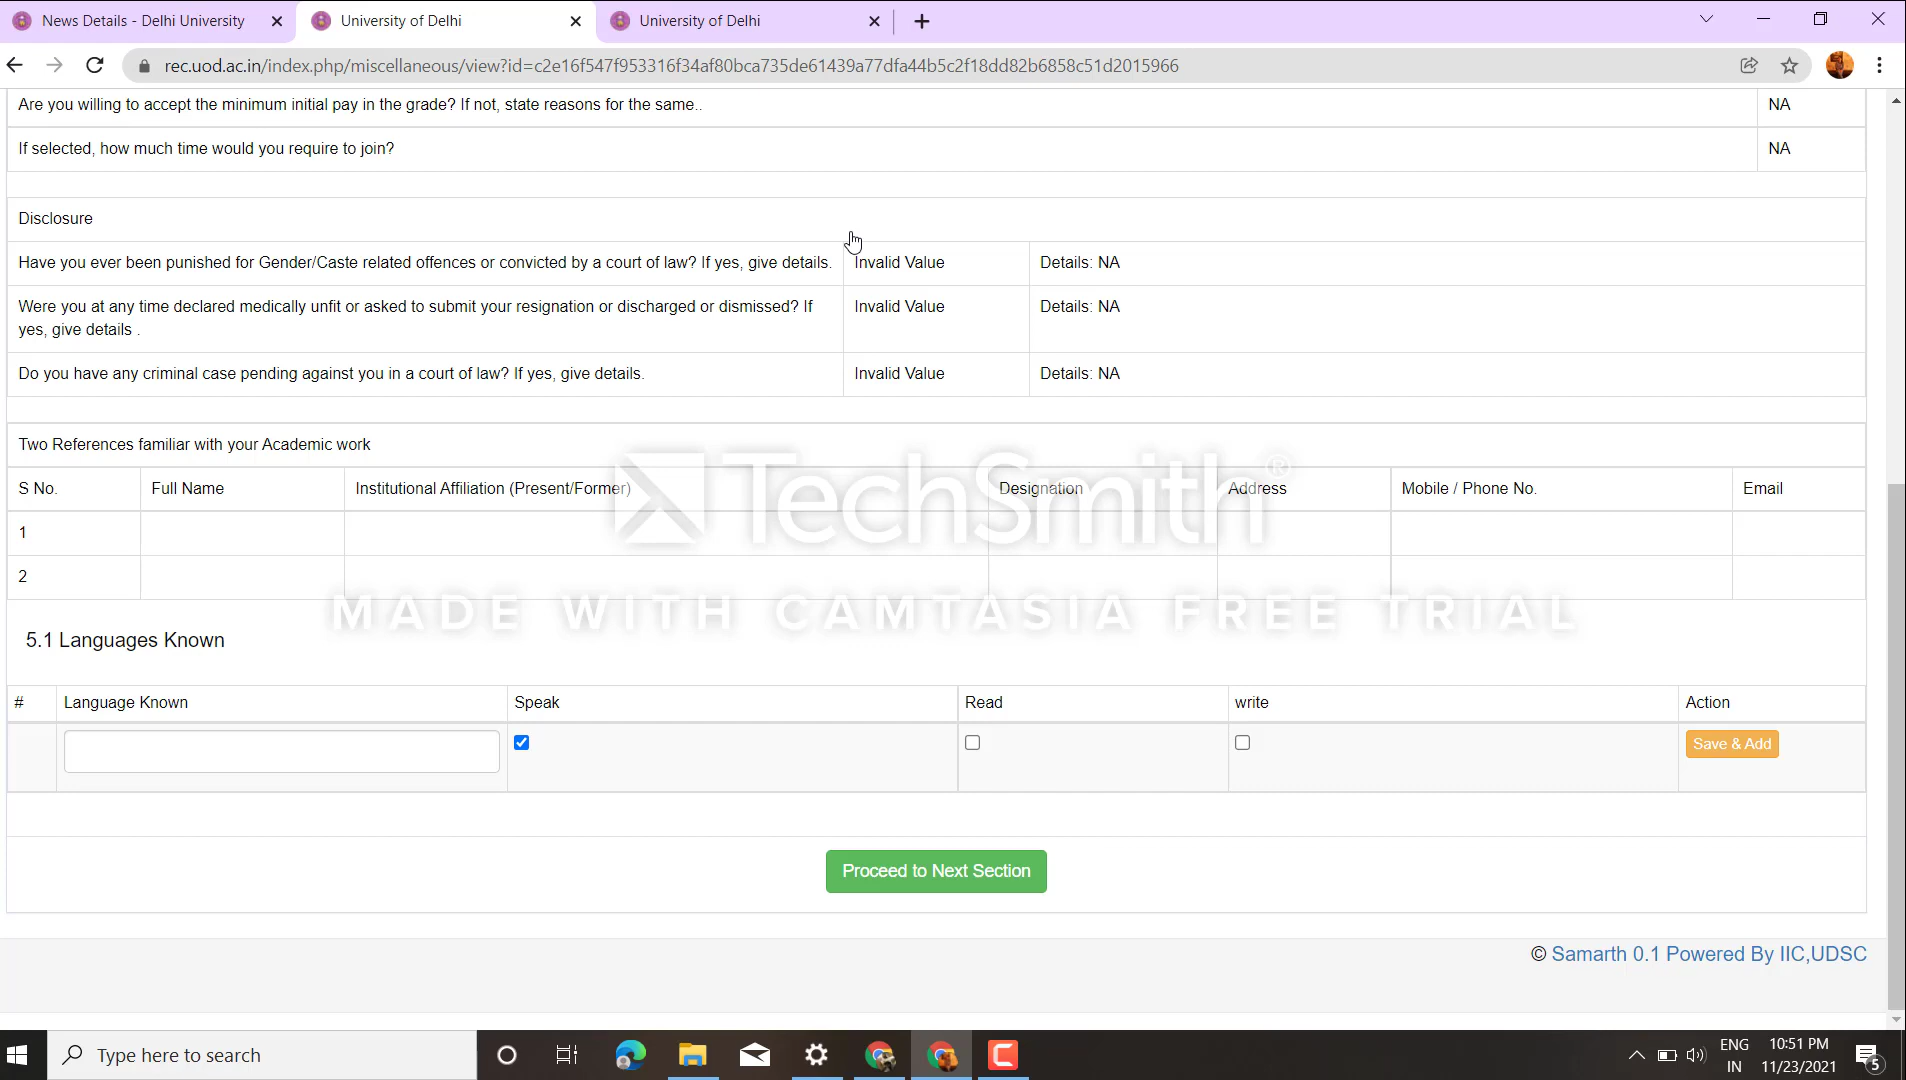 News Details - Delhi University
University of Delhi
University of Delhi
rec.uod.ac.in/index.php/miscellaneous/view?id=c2e16f547f953316f34af80bca735de61439a77dfa44b5c2f18dd82b6858c51d2015966
Are you willing to accept the minimum initial pay in the grade? If not, state reasons for the same.. NA
If selected, how much time would you require to join? NA
Disclosure
Have you ever been punished for Gender/Caste related offences or convicted by a court of law? If yes, give details. Invalid Value Details: NA
Were you at any time declared medically unfit or asked to submit your resignation or discharged or dismissed? If Invalid Value Details: NA
yes, give details .
Do you have any criminal case pending against you in a court of law? If yes, give details. Invalid Value Details: NA
Two References familiar with your Academic work
TechSmith®
S No. Full Name Institutional Affiliation (Present/Former) Designation Address Mobile / Phone No. Email
1
2
MADE WITH CAMTASIA FREE TRIAL
5.1 Languages Known
# Language Known Speak Read write Action
Save & Add
Proceed to Next Section
© Samarth 0.1 Powered By IIC,UDSC
Type here to search
ENG
IN
10:51 PM
11/23/2021
5